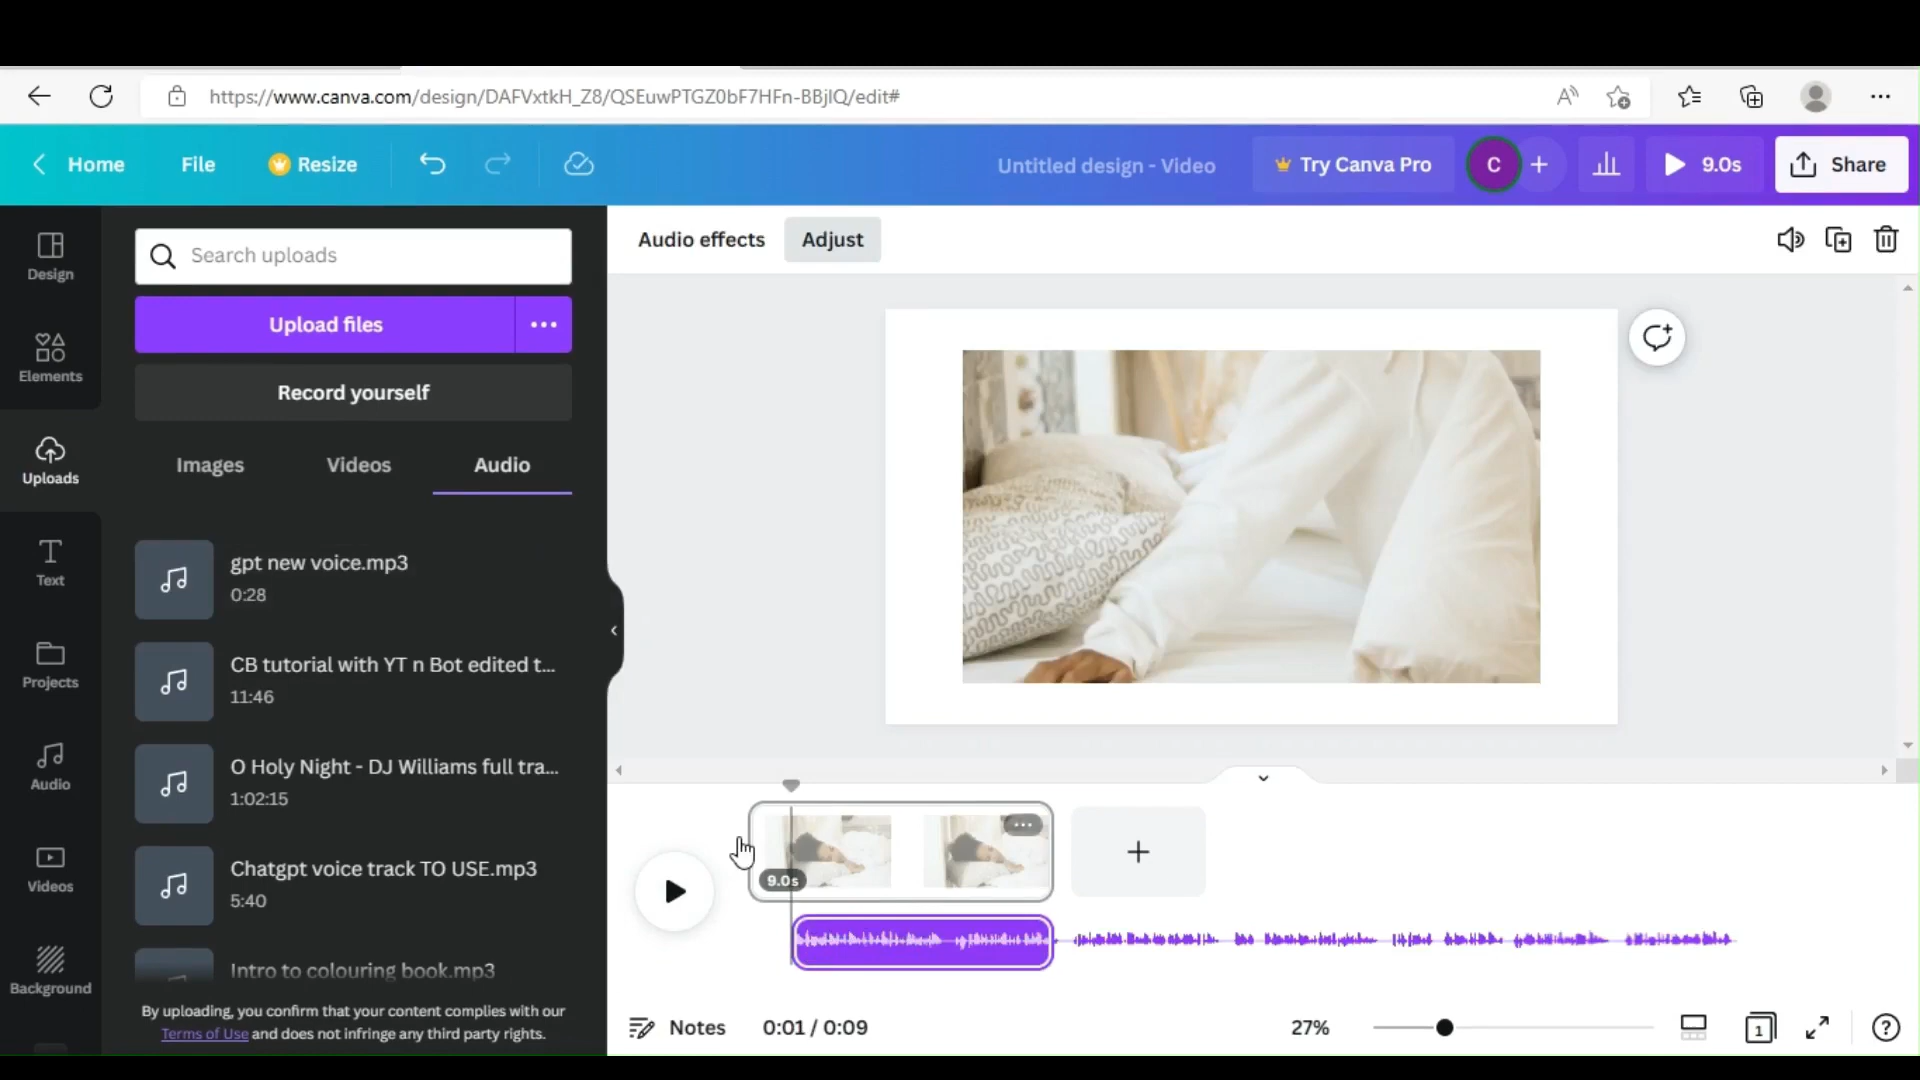 https://www.canva.com/design/DAFVxtkH_Z8/QSEuwPTGZ0bF7HFn-BBjlQ/edit#
Home
File
Resize
Untitled design - Video
Try Canva Pro
C
9.0s
Share
Design
Elements
Uploads
Text
Projects
Audio
Videos
Background
Search uploads
Upload files
Record yourself
Images
Videos
Audio
gpt new voice.mp3
0:28
CB tutorial with YT n Bot edited t...
11:46
O Holy Night - DJ Williams full tra...
1:02:15
Chatgpt voice track TO USE.mp3
5:40
Intro to colouring book.mp3
By uploading, you confirm that your content complies with our
Terms of Use and does not infringe any third party rights.
Audio effects
Adjust
9.0s
Notes
0:01 / 0:09
27%
1